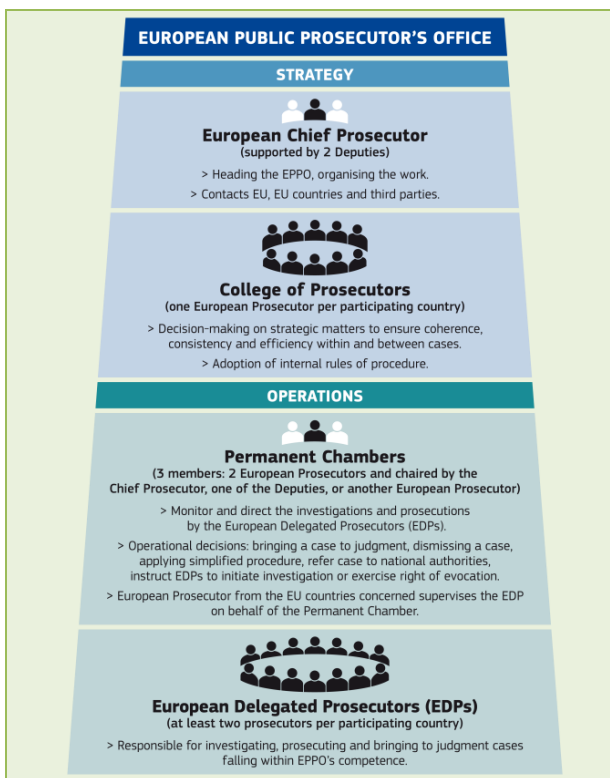 EUROPEAN PUBLIC PROSECUTOR'S OFFICE
STRATEGY
European Chief Prosecutor
(supported by 2 Deputies)
> Heading the EPPO, organising the work.
> Contacts EU, EU countries and third parties.
College of Prosecutors
(one European Prosecutor per participating country)
> Decision-making on strategic matters to ensure coherence,
consistency and efficiency within and between cases.
> Adoption of internal rules of procedure.
OPERATIONS
Permanent Chambers
(3 members: 2 European Prosecutors and chaired by the
Chief Prosecutor, one of the Deputies, or another European Prosecutor)
> Monitor and direct the investigations and prosecutions
by the European Delegated Prosecutors (EDPs).
> Operational decisions: bringing a case to judgment, dismissing a case,
applying simplified procedure, refer case to national authorities,
instruct EDPs to initiate investigation or exercise right of evocation.
> European Prosecutor from the EU countries concerned supervises the EDP
on behalf of the Permanent Chamber.
European Delegated Prosecutors (EDPs)
(at least two prosecutors per participating country)
> Responsible for investigating, prosecuting and bringing to judgment cases
falling within EPPO's competence.